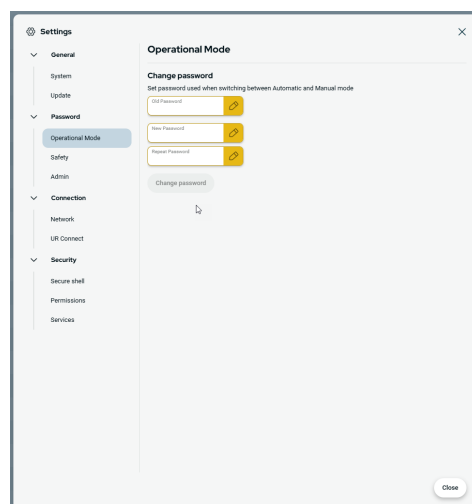 Settings
General
System
Update
Password
Operational Mode
Safety
Admin
Connection
Network
UR Connect
Security
Secure shell
Permissions
Services
Operational Mode
Change password
Set password used when switching between Automatic and Manual mode
Old Password
New Password
Repeat Password
Change password
Close